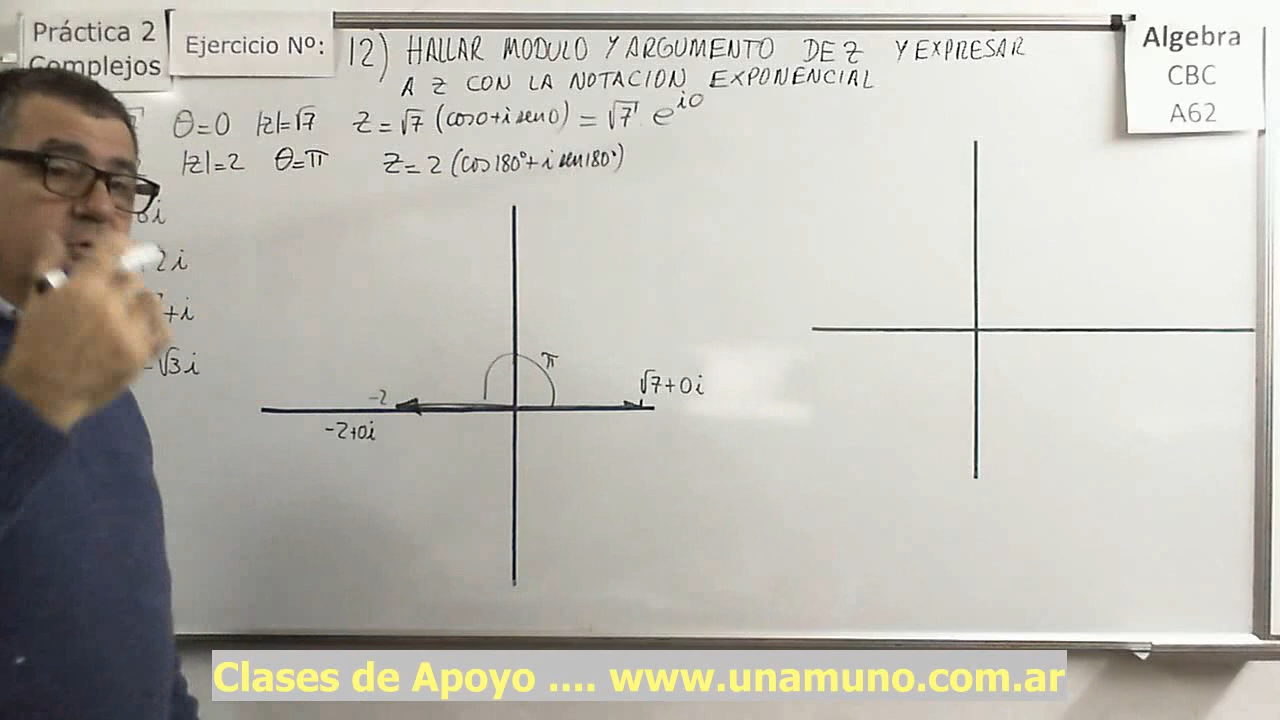 Práctica 2
Complejos
Ejercicio Nº:
12) HALLAR MODULO Y ARGUMENTO DE Z Y EXPRESAR
A Z CON LA NOTACION EXPONENCIAL
Algebra
CBC
A62
θ=0 |z|=√7 Z=√7 (cos0+i sen0) = √7 e^i0
|z|=2 θ=π Z=2 (cos180°+i sen180°)
i
2i
+i
-√3i
π
√7+0i
-2
-2+0i
Clases de Apoyo .... www.unamuno.com.ar